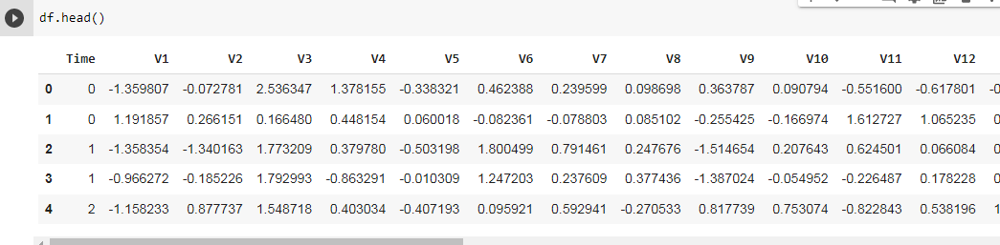 df.head()
Time V1 V2 V3 V4 V5 V6 V7 V8 V9 V10 V11 V12
0 0 -1.359807 -0.072781 2.536347 1.378155 -0.338321 0.462388 0.239599 0.098698 0.363787 0.090794 -0.551600 -0.617801 -0
1 0 1.191857 0.266151 0.166480 0.448154 0.060018 -0.082361 -0.078803 0.085102 -0.255425 -0.166974 1.612727 1.065235 0
2 1 -1.358354 -1.340163 1.773209 0.379780 -0.503198 1.800499 0.791461 0.247676 -1.514654 0.207643 0.624501 0.066084 0
3 1 -0.966272 -0.185226 1.792993 -0.863291 -0.010309 1.247203 0.237609 0.377436 -1.387024 -0.054952 -0.226487 0.178228 0
4 2 -1.158233 0.877737 1.548718 0.403034 -0.407193 0.095921 0.592941 -0.270533 0.817739 0.753074 -0.822843 0.538196 1